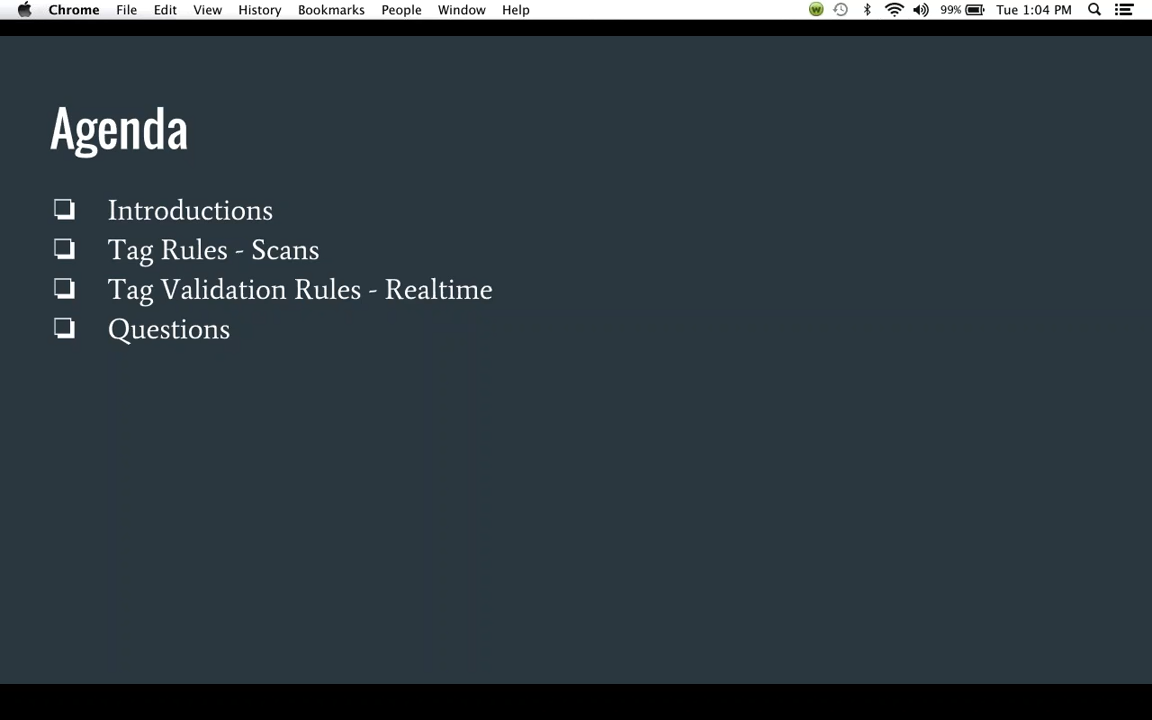 Chrome File Edit View History Bookmarks People Window Help 99% Tue 1:04 PM
Agenda
Introductions
Tag Rules - Scans
Tag Validation Rules - Realtime
Questions